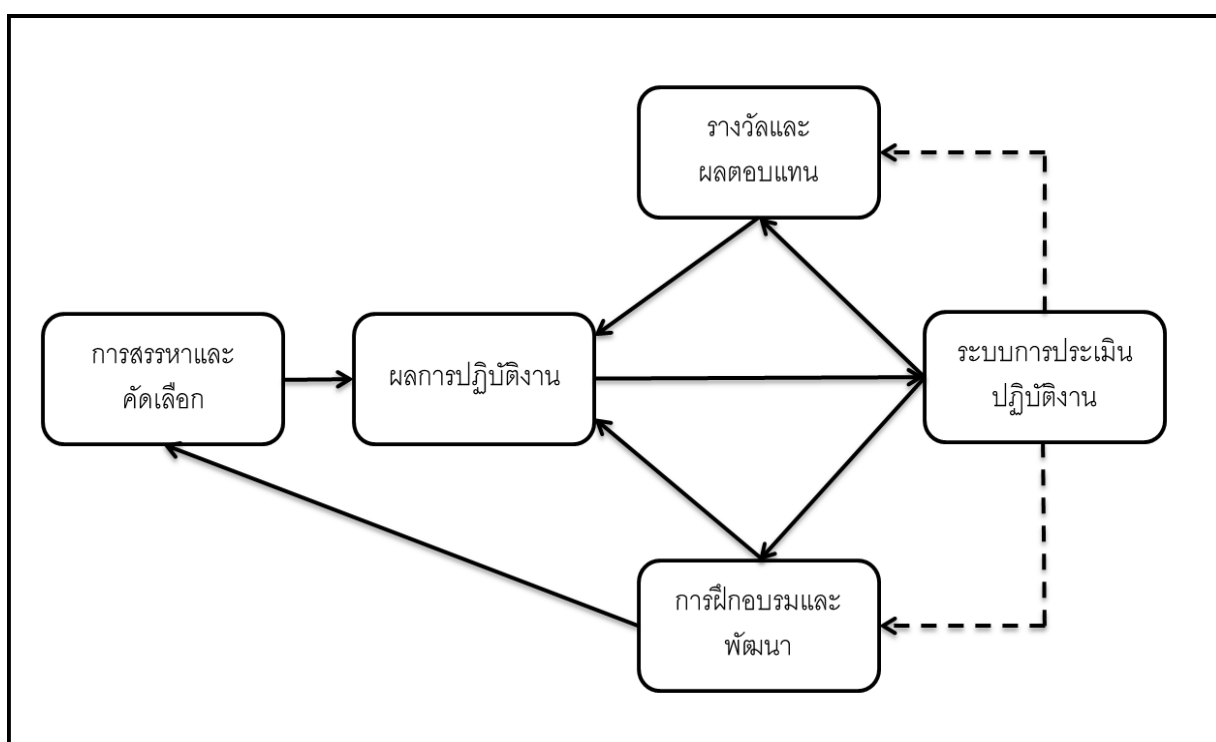 รางวัลและ
ผลตอบแทน
การสรรหาและ
คัดเลือก
ผลการปฏิบัติงาน
ระบบการประเมิน
ปฏิบัติงาน
การฝึกอบรมและ
พัฒนา